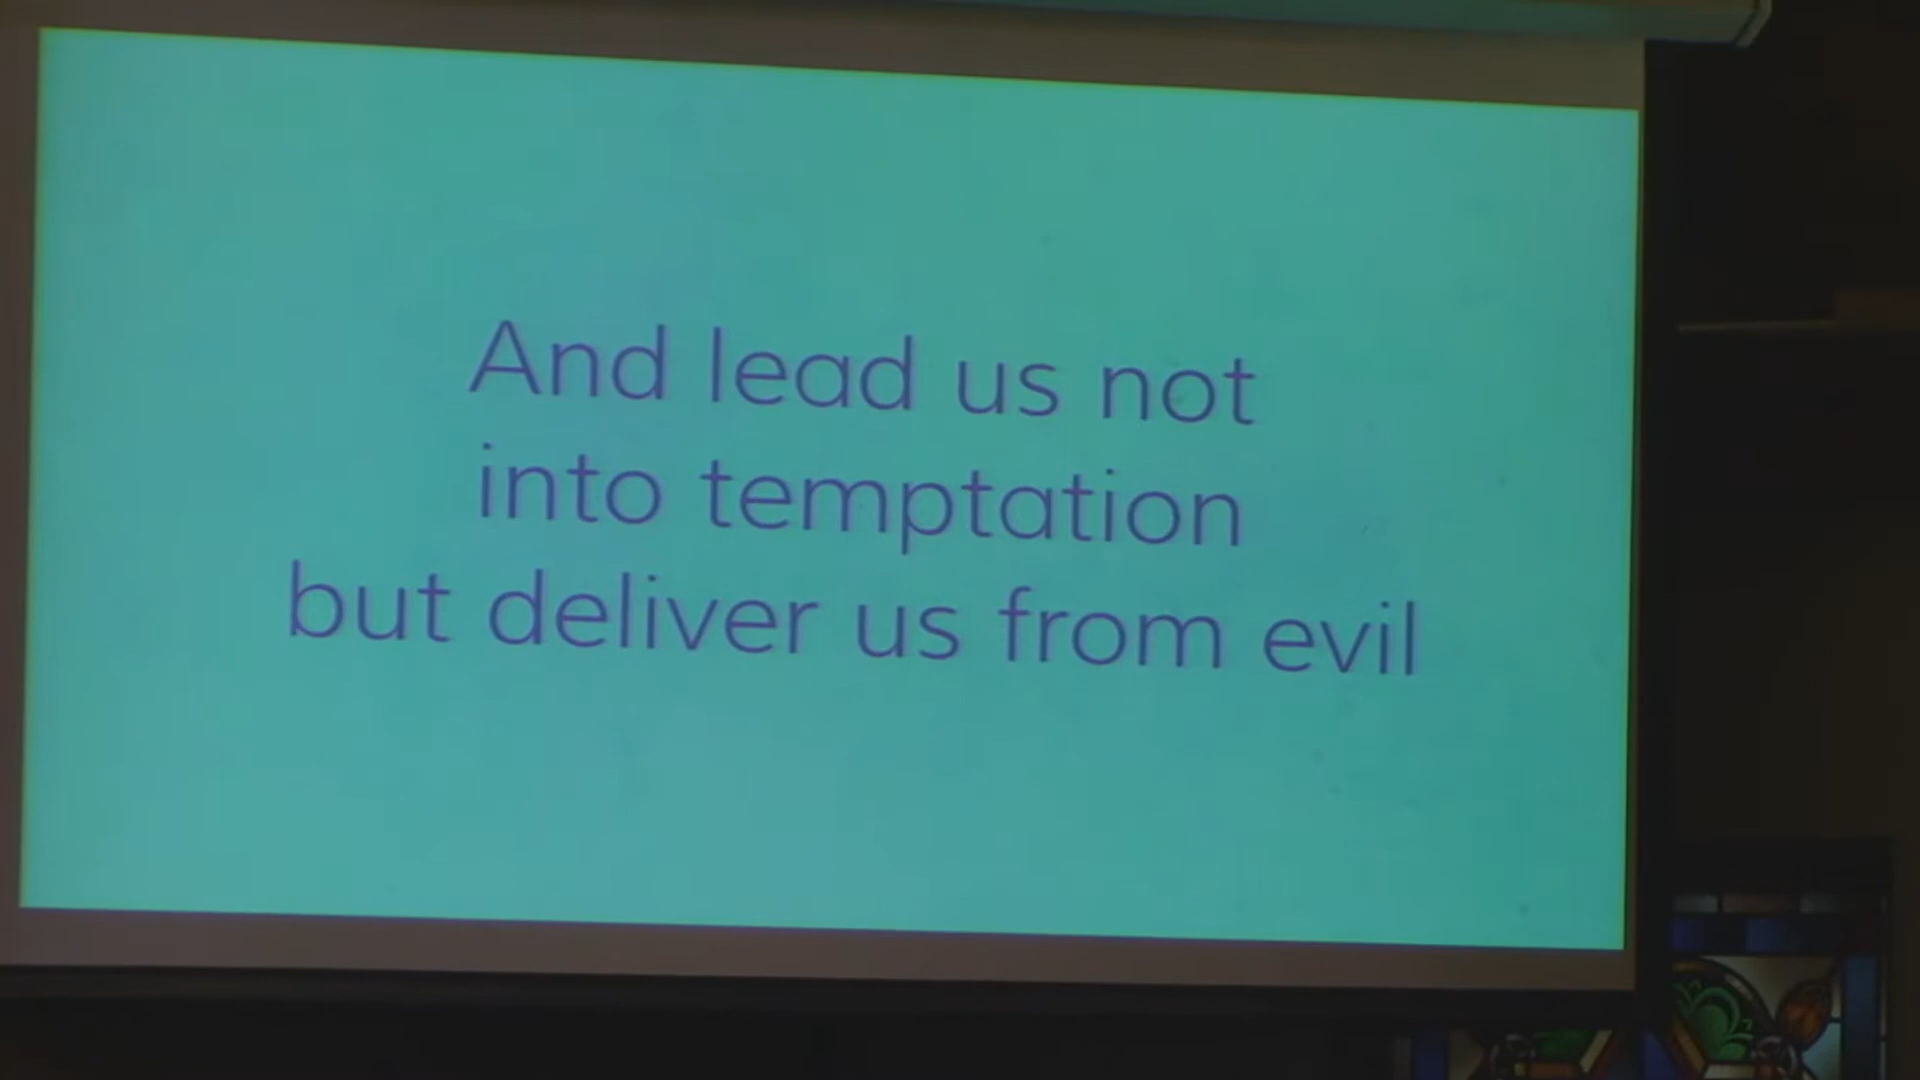 And lead us not
into temptation
but deliver us from evil